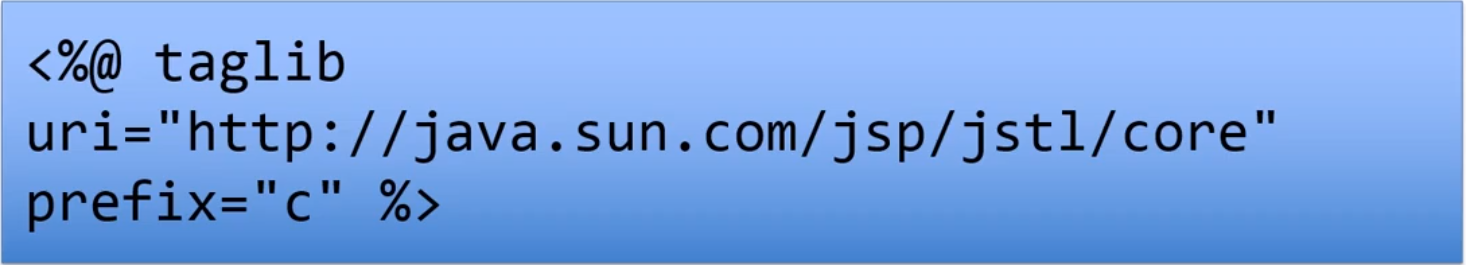 <%@ taglib
uri="http://java.sun.com/jsp/jstl/core"
prefix="c" %>